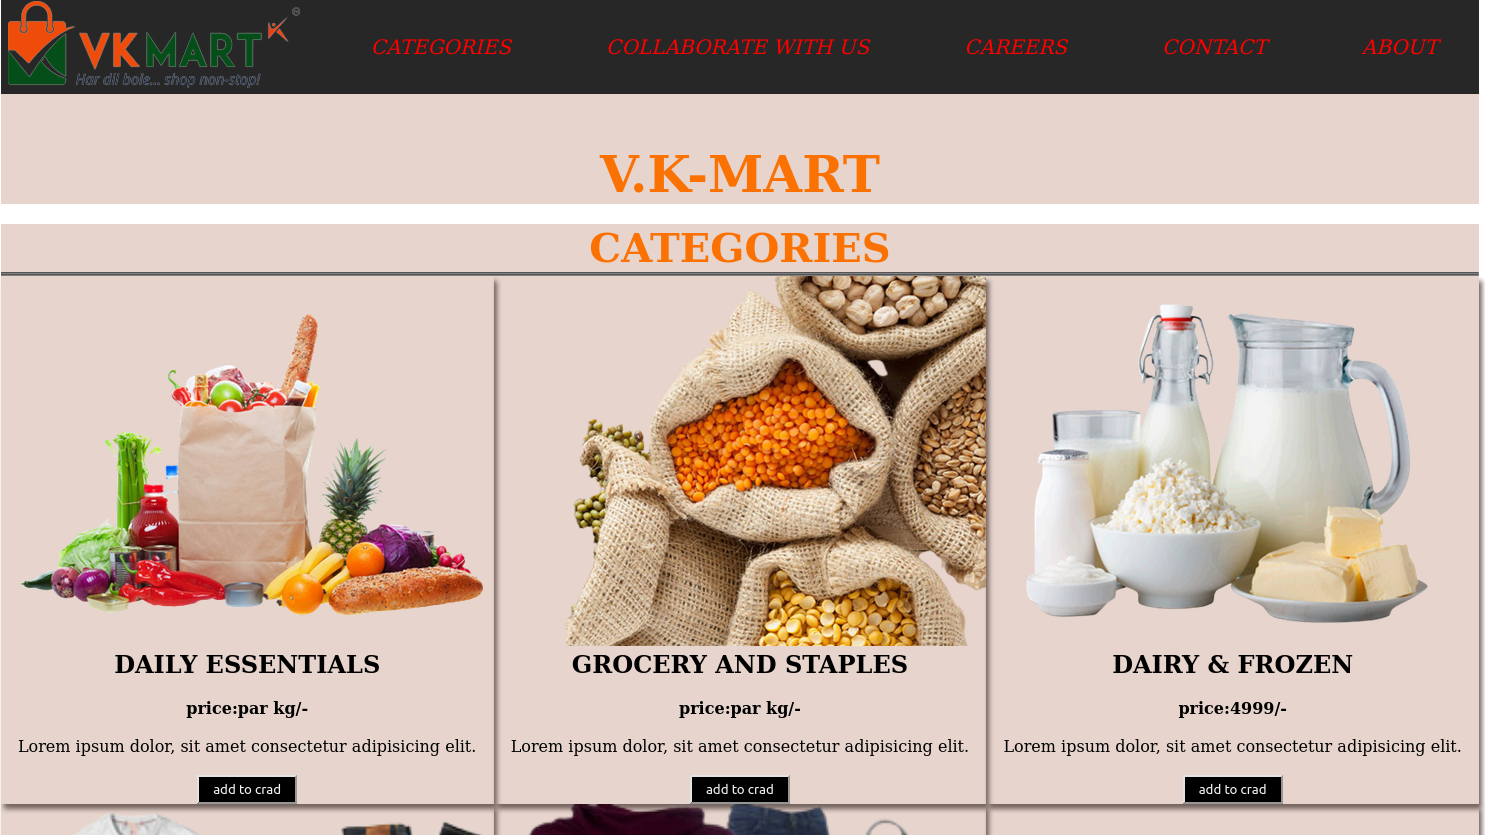 VKMART
Har dil bole... shop non-stop!
CATEGORIES COLLABORATE WITH US CAREERS CONTACT ABOUT
V.K-MART
CATEGORIES
DAILY ESSENTIALS
price:par kg/-
Lorem ipsum dolor, sit amet consectetur adipisicing elit.
add to crad
GROCERY AND STAPLES
price:par kg/-
Lorem ipsum dolor, sit amet consectetur adipisicing elit.
add to crad
DAIRY & FROZEN
price:4999/-
Lorem ipsum dolor, sit amet consectetur adipisicing elit.
add to crad